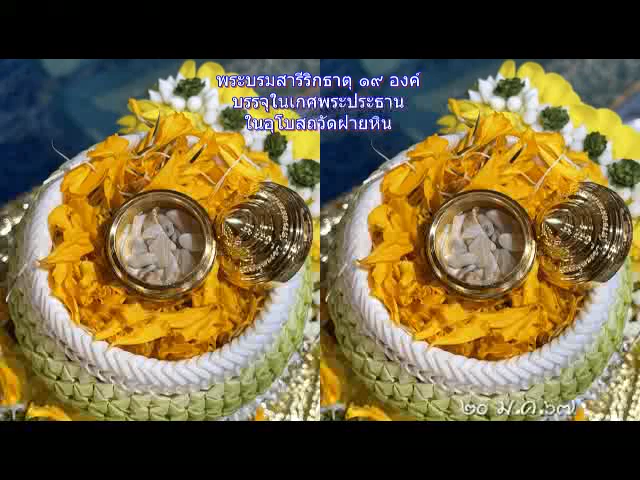 พระบรมสารีริกธาตุ ๑๙ องค์
บรรจุในเกศพระประธาน
ในอุโบสถวัดฝายหิน
๒๐ ม.ค.๖๗